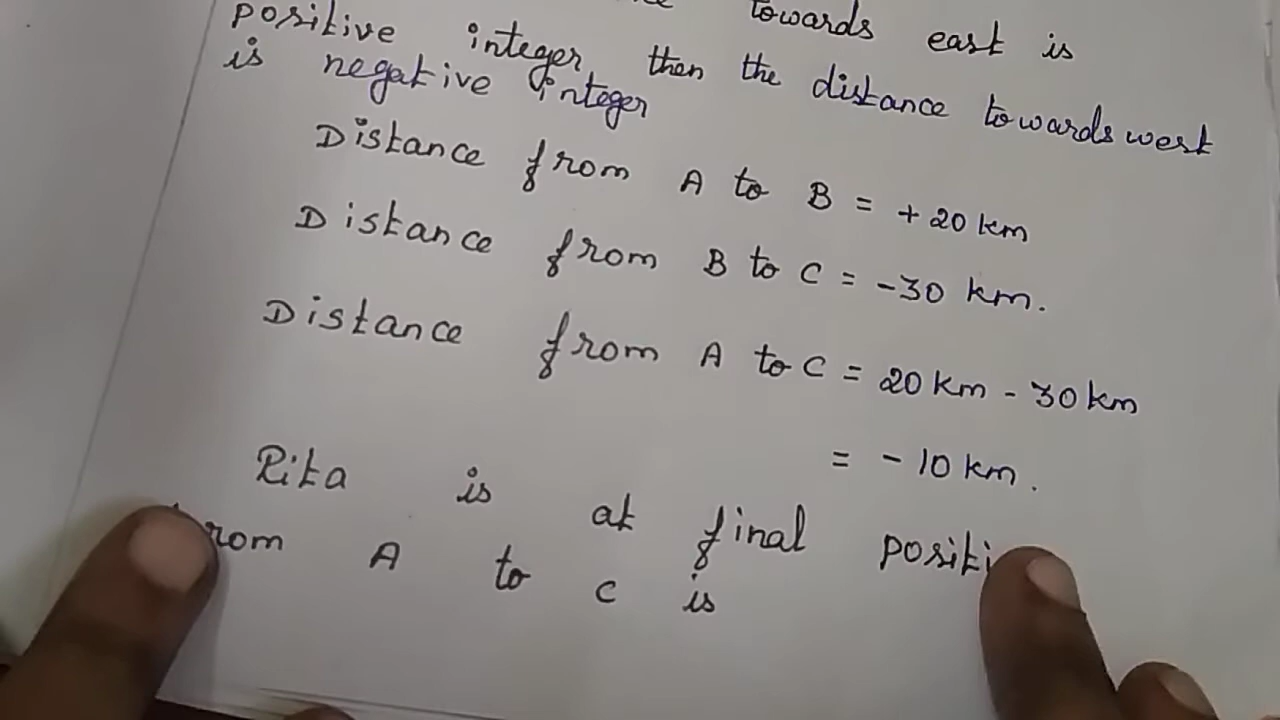 towards east is
positive integer then the distance towards west
is negative integer
Distance from A to B = +20 km
Distance from B to C = -30 km.
Distance from A to C = 20 km - 30 km
= - 10 km.
Rita is at final positi
from A to C is